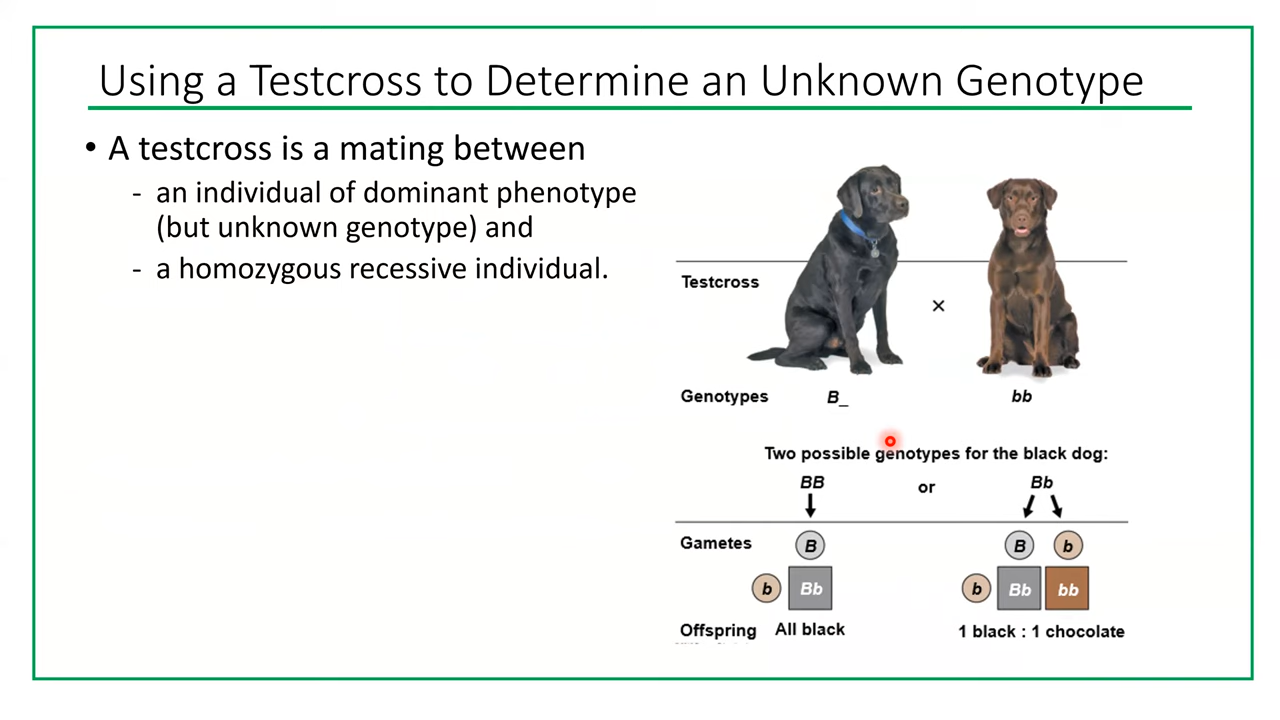 Using a Testcross to Determine an Unknown Genotype
• A testcross is a mating between
- an individual of dominant phenotype
(but unknown genotype) and
- a homozygous recessive individual.
Testcross
×
Genotypes B_ bb
Two possible genotypes for the black dog:
BB or Bb
Gametes B B b
b Bb b Bb bb
Offspring All black 1 black : 1 chocolate